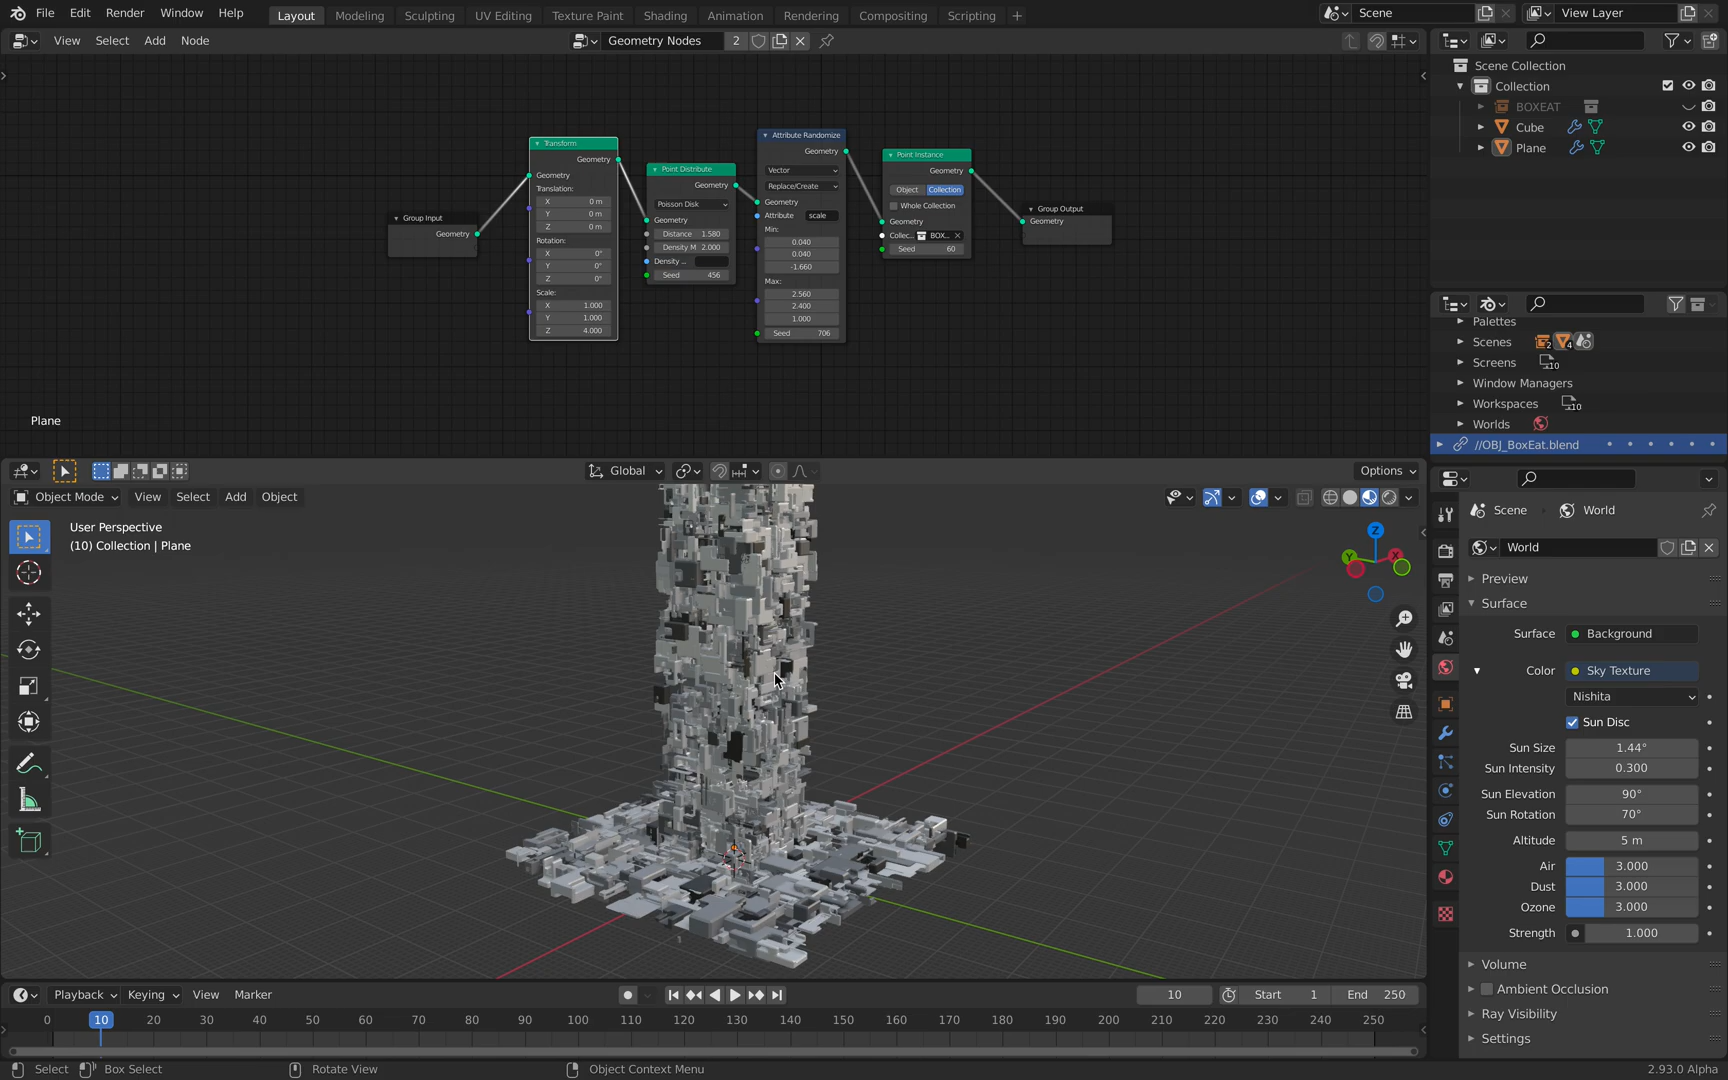 File Edit Render Window Help Layout Modeling Sculpting UV Editing Texture Paint Shading Animation Rendering Compositing Scripting + Scene View Layer
View Select Add Node Geometry Nodes 2
Scene Collection
Collection
BOXEAT
Cube
Plane
Group Input
Geometry
Transform
Geometry
Geometry
Translation:
X 0 m
Y 0 m
Z 0 m
Rotation:
X 0°
Y 0°
Z 0°
Scale:
X 1.000
Y 1.000
Z 4.000
Point Distribute
Geometry
Poisson Disk
Geometry
Distance 1.580
Density M 2.000
Density ...
Seed 456
Attribute Randomize
Geometry
Vector
Replace/Create
Geometry
Attribute scale
Min:
0.040
0.040
-1.660
Max:
2.560
2.400
1.000
Seed 706
Point Instance
Geometry
Object Collection
Whole Collection
Geometry
Collec... BOX...
Seed 60
Group Output
Geometry
Plane
Palettes
Scenes 2 4
Screens 10
Window Managers
Workspaces 10
Worlds
//OBJ_BoxEat.blend
Global Options
Object Mode View Select Add Object
User Perspective
(10) Collection | Plane
Z
Y X
Scene World
World
Preview
Surface
Surface Background
Color Sky Texture
Nishita
Sun Disc
Sun Size 1.44°
Sun Intensity 0.300
Sun Elevation 90°
Sun Rotation 70°
Altitude 5 m
Air 3.000
Dust 3.000
Ozone 3.000
Strength 1.000
Volume
Ambient Occlusion
Ray Visibility
Settings
Playback Keying View Marker 10 Start 1 End 250
0 10 20 30 40 50 60 70 80 90 100 110 120 130 140 150 160 170 180 190 200 210 220 230 240 250
Select Box Select Rotate View Object Context Menu 2.93.0 Alpha